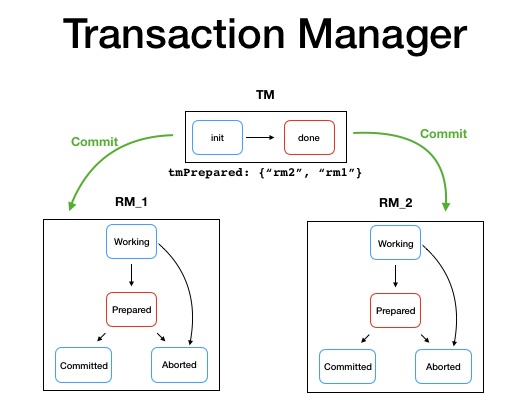 Transaction Manager
TM
init
done
Commit
Commit
tmPrepared: {“rm2”, “rm1”}
RM_1
Working
Prepared
Committed
Aborted
RM_2
Working
Prepared
Committed
Aborted